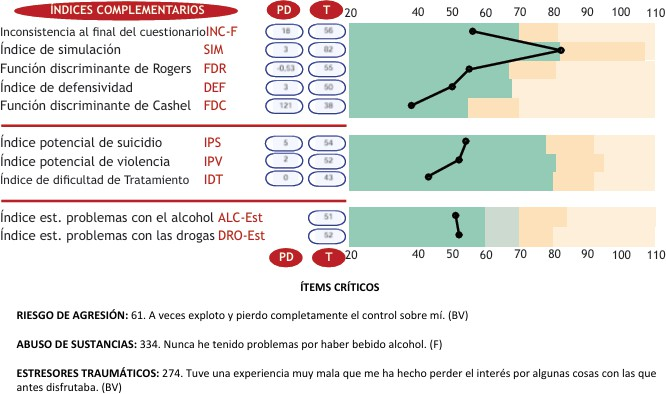 ÍNDICES COMPLEMENTARIOS PD T 20 40 50 60 70 80 90 100 110
Inconsistencia al final del cuestionario INC-F 18 56
Índice de simulación SIM 3 82
Función discriminante de Rogers FDR -0,53 55
Índice de defensividad DEF 3 50
Función discriminante de Cashel FDC 121 38
Índice potencial de suicidio IPS 5 54
Índice potencial de violencia IPV 2 52
Índice de dificultad de Tratamiento IDT 0 43
Índice est. problemas con el alcohol ALC-Est 51
Índice est. problemas con las drogas DRO-Est 52
PD T 20 40 50 60 70 80 90 100 110
ÍTEMS CRÍTICOS
RIESGO DE AGRESIÓN: 61. A veces exploto y pierdo completamente el control sobre mí. (BV)
ABUSO DE SUSTANCIAS: 334. Nunca he tenido problemas por haber bebido alcohol. (F)
ESTRESORES TRAUMÁTICOS: 274. Tuve una experiencia muy mala que me ha hecho perder el interés por algunas cosas con las que
antes disfrutaba. (BV)